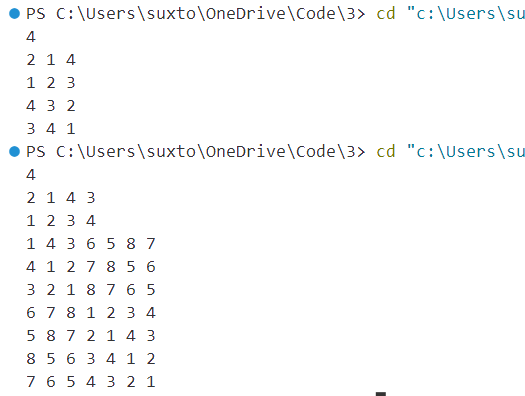 PS C:\Users\suxto\OneDrive\Code\3> cd "c:\Users\su
4
2 1 4
1 2 3
4 3 2
3 4 1
PS C:\Users\suxto\OneDrive\Code\3> cd "c:\Users\su
4
2 1 4 3
1 2 3 4
1 4 3 6 5 8 7
4 1 2 7 8 5 6
3 2 1 8 7 6 5
6 7 8 1 2 3 4
5 8 7 2 1 4 3
8 5 6 3 4 1 2
7 6 5 4 3 2 1